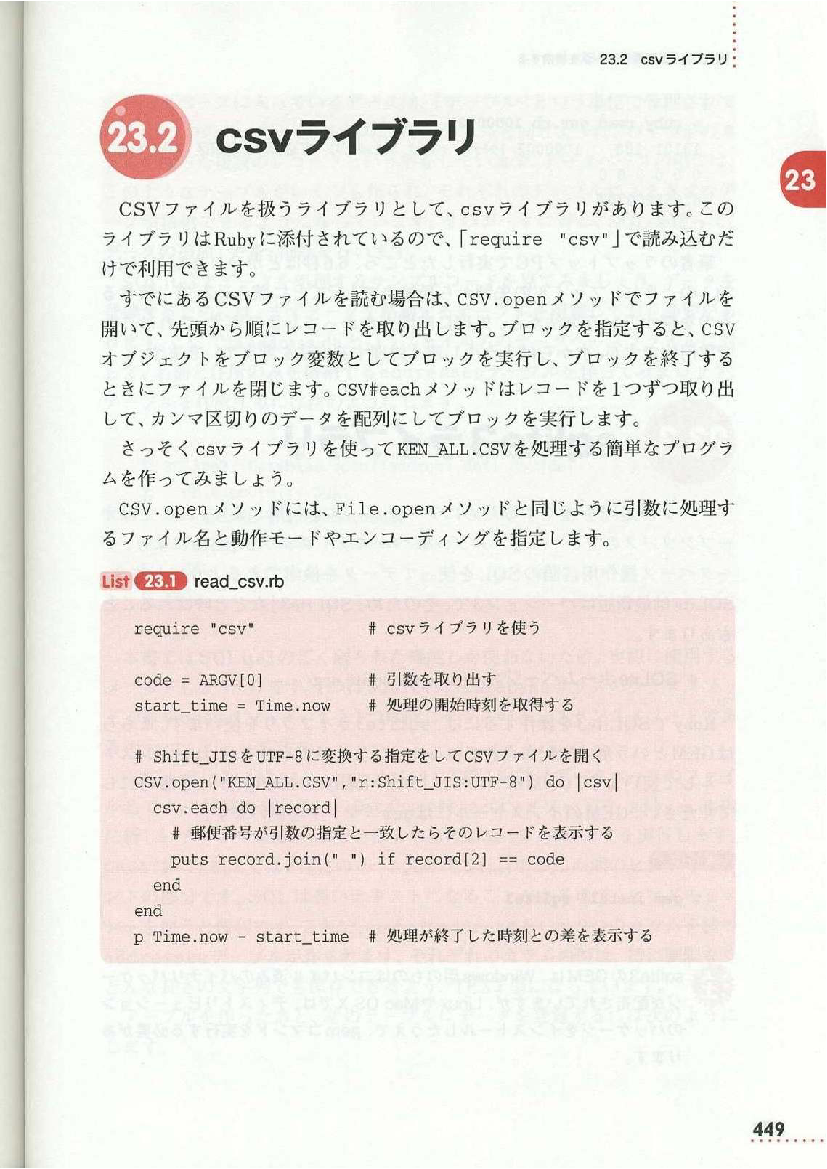 23.2 csvライブラリ
23.2 csvライブラリ
23
CSVファイルを扱うライブラリとして、csvライブラリがあります。この
ライブラリはRubyに添付されているので、「require "csv"」で読み込むだ
けで利用できます。
すでにあるCSVファイルを読む場合は、CSV.openメソッドでファイルを
開いて、先頭から順にレコードを取り出します。ブロックを指定すると、CSV
オブジェクトをブロック変数としてブロックを実行し、ブロックを終了する
ときにファイルを閉じます。CSV#eachメソッドはレコードを1つずつ取り出
して、カンマ区切りのデータを配列にしてブロックを実行します。
さっそくcsvライブラリを使ってKEN_ALL.CSVを処理する簡単なプログラ
ムを作ってみましょう。
CSV.openメソッドには、File.openメソッドと同じように引数に処理す
るファイル名と動作モードやエンコーディングを指定します。
List 23.1 read_csv.rb
require "csv" # csvライブラリを使う
code = ARGV[0] # 引数を取り出す
start_time = Time.now # 処理の開始時刻を取得する
# Shift_JISをUTF-8に変換する指定をしてCSVファイルを開く
CSV.open("KEN_ALL.CSV","r:Shift_JIS:UTF-8") do |csv|
csv.each do |record|
# 郵便番号が引数の指定と一致したらそのレコードを表示する
puts record.join(" ") if record[2] == code
end
end
p Time.now - start_time # 処理が終了した時刻との差を表示する
449